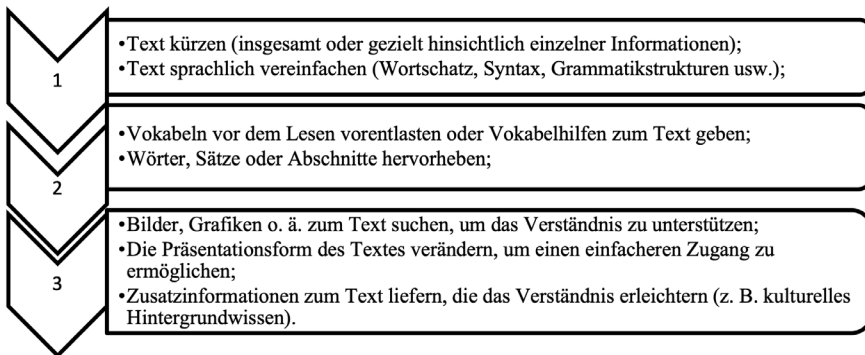 1
•Text kürzen (insgesamt oder gezielt hinsichtlich einzelner Informationen);
•Text sprachlich vereinfachen (Wortschatz, Syntax, Grammatikstrukturen usw.);
2
•Vokabeln vor dem Lesen vorentlasten oder Vokabelhilfen zum Text geben;
•Wörter, Sätze oder Abschnitte hervorheben;
3
•Bilder, Grafiken o. ä. zum Text suchen, um das Verständnis zu unterstützen;
•Die Präsentationsform des Textes verändern, um einen einfacheren Zugang zu
ermöglichen;
•Zusatzinformationen zum Text liefern, die das Verständnis erleichtern (z. B. kulturelles
Hintergrundwissen).